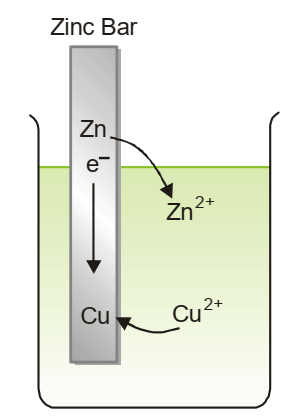 Zinc Bar
Zn
e⁻
Zn²⁺
Cu
Cu²⁺